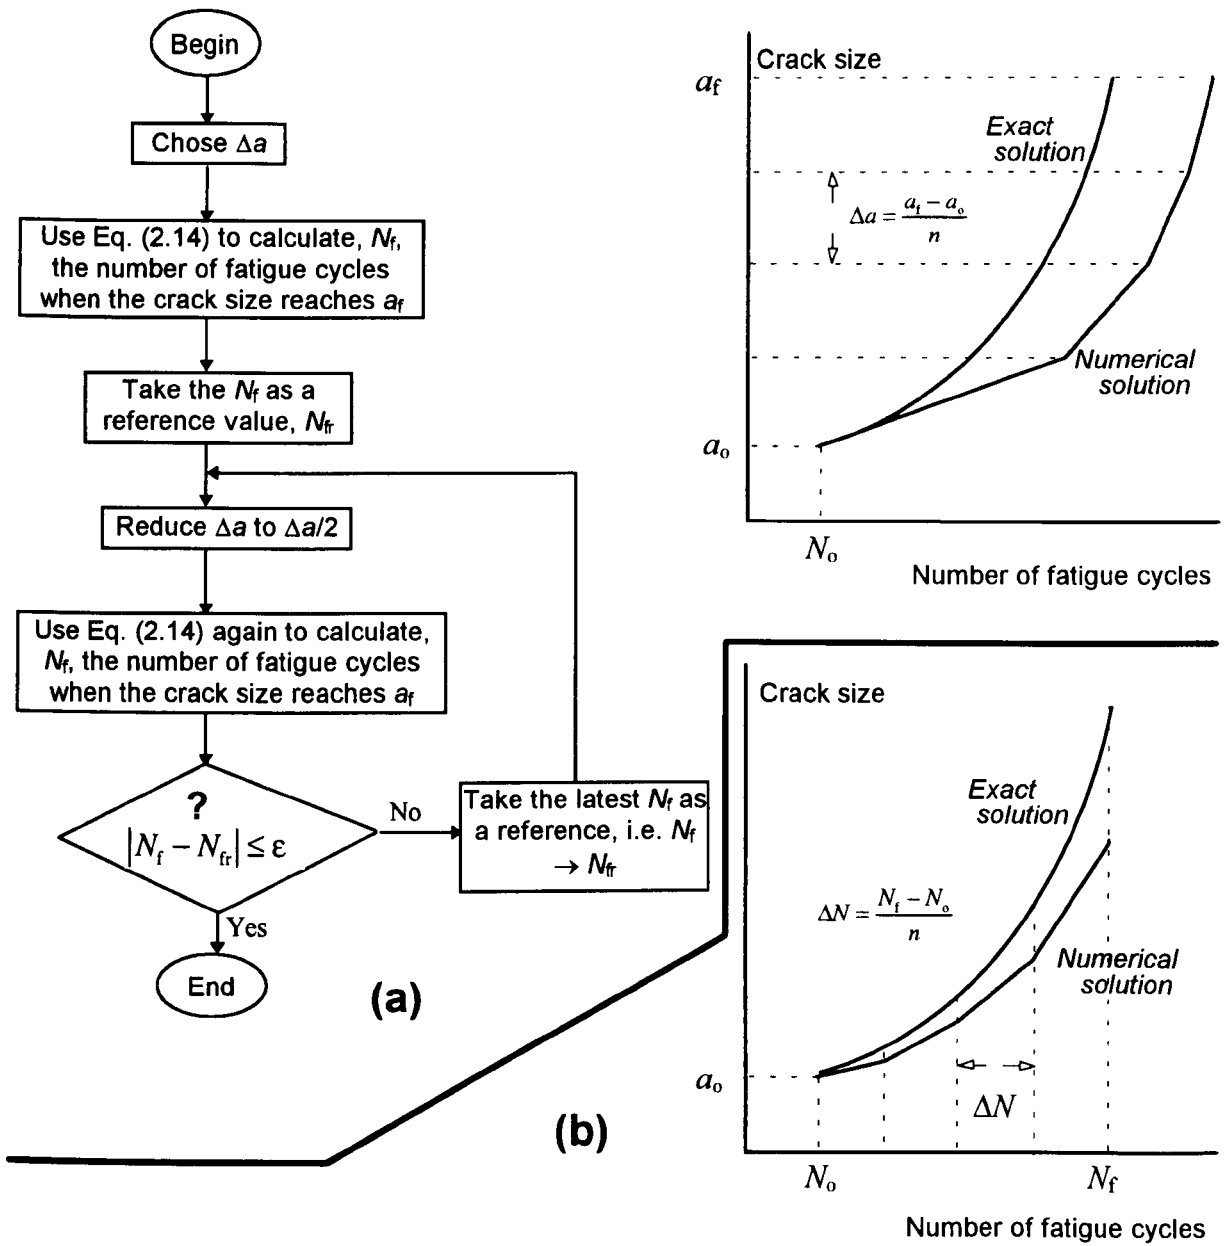 Begin
Chose Δa
Use Eq. (2.14) to calculate, Nf,
the number of fatigue cycles
when the crack size reaches af
Take the Nf as a
reference value, Nfr
Reduce Δa to Δa/2
Use Eq. (2.14) again to calculate,
Nf, the number of fatigue cycles
when the crack size reaches af
?
|Nf − Nfr| ≤ ε
No
Take the latest Nf as
a reference, i.e. Nf
→ Nfr
Yes
End
(a)
Crack size
af
Exact
solution
Δa = (af − ao)/n
Numerical
solution
ao
No
Number of fatigue cycles
(b)
Crack size
Exact
solution
ΔN = (Nf − No)/n
Numerical
solution
ao
ΔN
No
Nf
Number of fatigue cycles